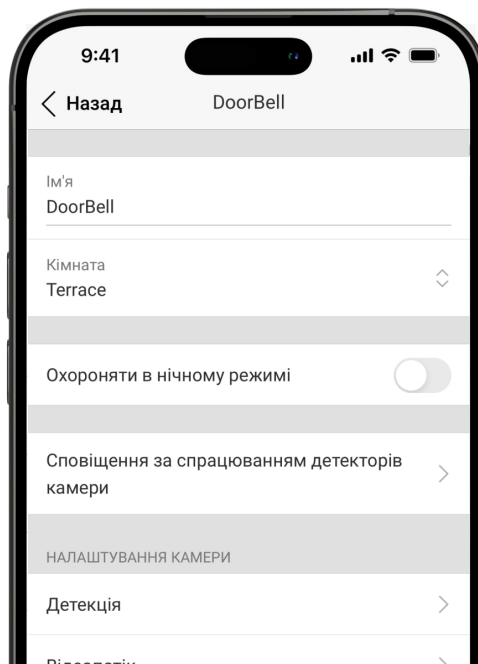 9:41
Назад
DoorBell
Ім'я
DoorBell
Кімната
Terrace
Охороняти в нічному режимі
Сповіщення за спрацюванням детекторів
камери
НАЛАШТУВАННЯ КАМЕРИ
Детекція